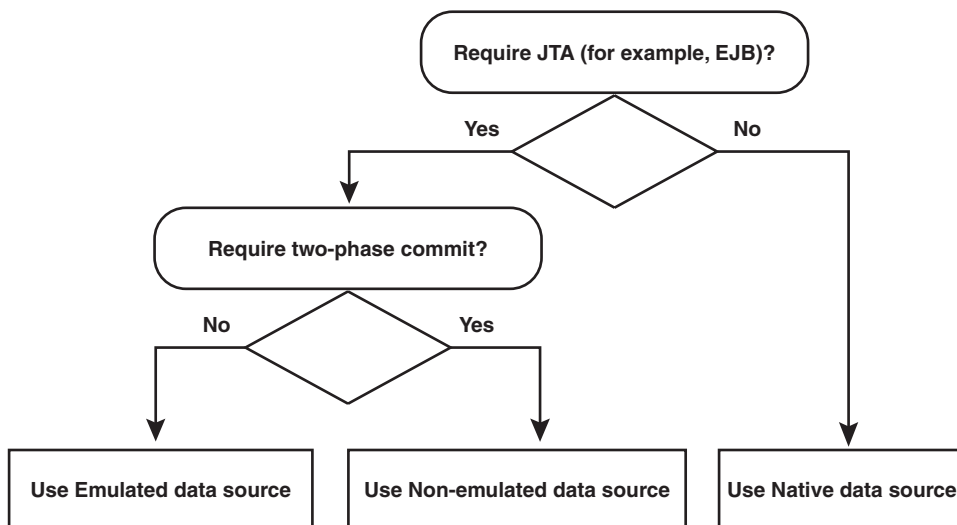 Require JTA (for example, EJB)?
Yes
No
Require two-phase commit?
No
Yes
Use Emulated data source
Use Non-emulated data source
Use Native data source